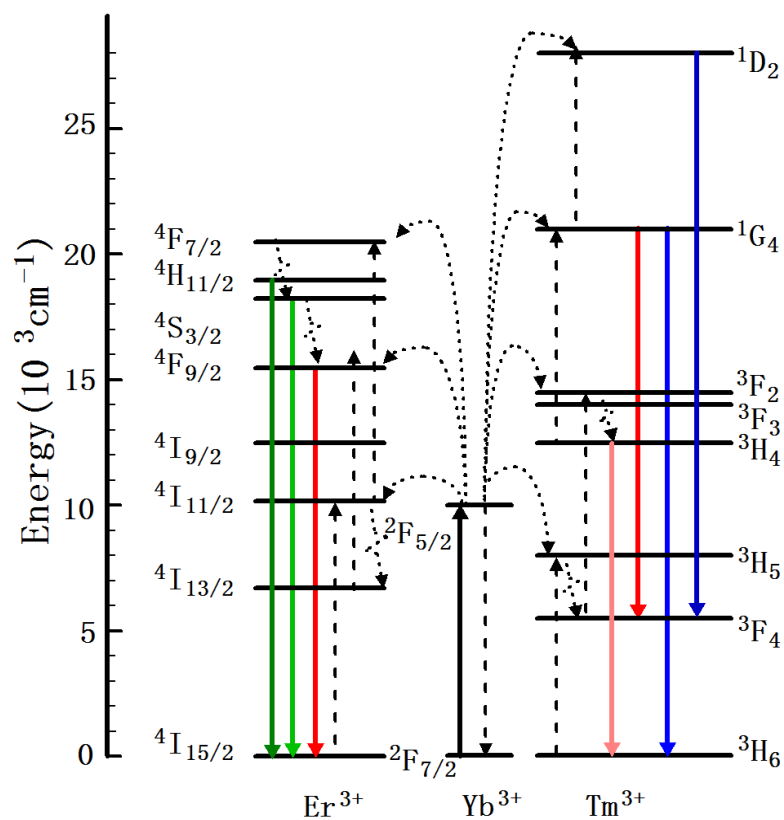 Energy (10 ³cm⁻¹)
25
20
15
10
5
0
⁴F₇/₂
⁴H₁₁/₂
⁴S₃/₂
⁴F₉/₂
⁴I₉/₂
⁴I₁₁/₂
⁴I₁₃/₂
⁴I₁₅/₂
²F₅/₂
²F₇/₂
¹D₂
¹G₄
³F₂
³F₃
³H₄
³H₅
³F₄
³H₆
Er³⁺ Yb³⁺ Tm³⁺